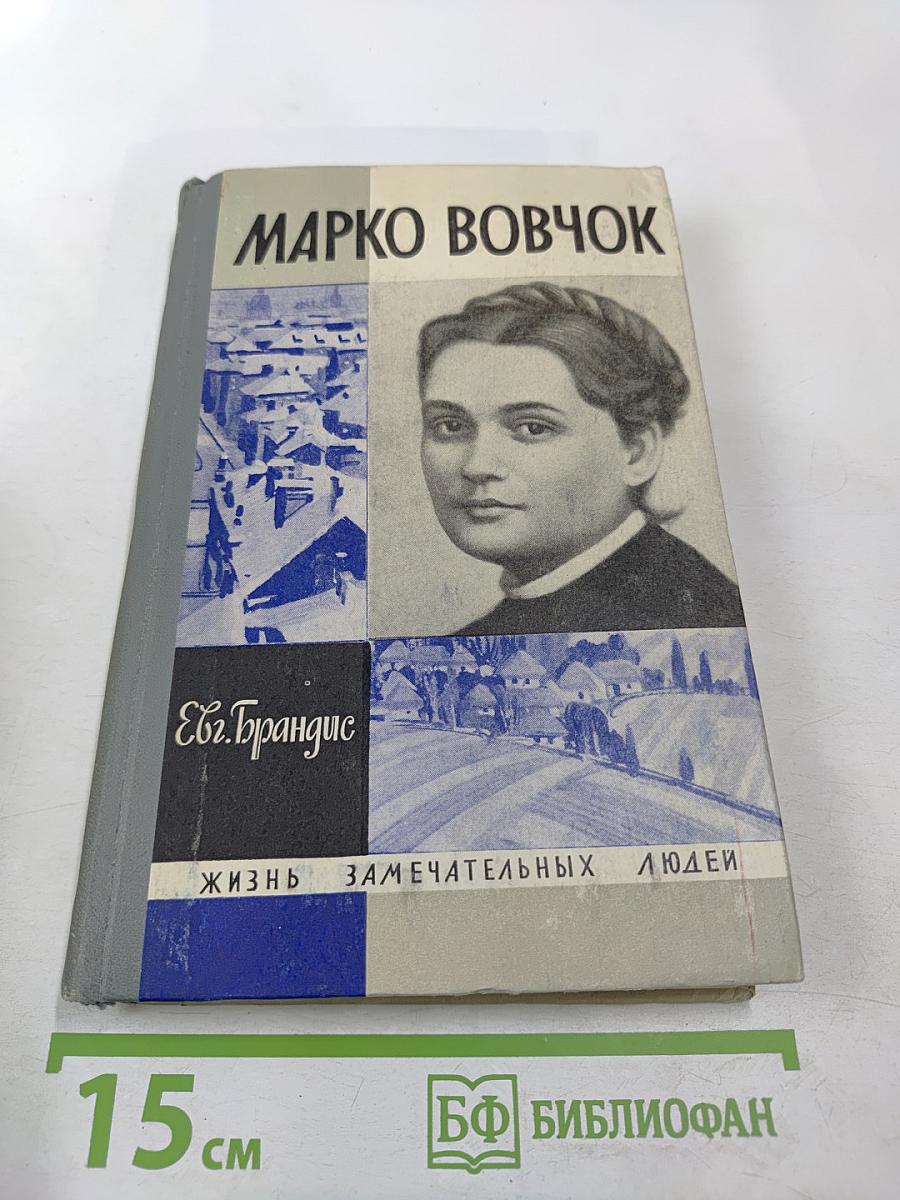 МАРКО ВОВЧОК
Евг. Брандис
ЖИЗНЬ ЗАМЕЧАТЕЛЬНЫХ ЛЮДЕЙ
15 см
БФ БИБЛИОФАН